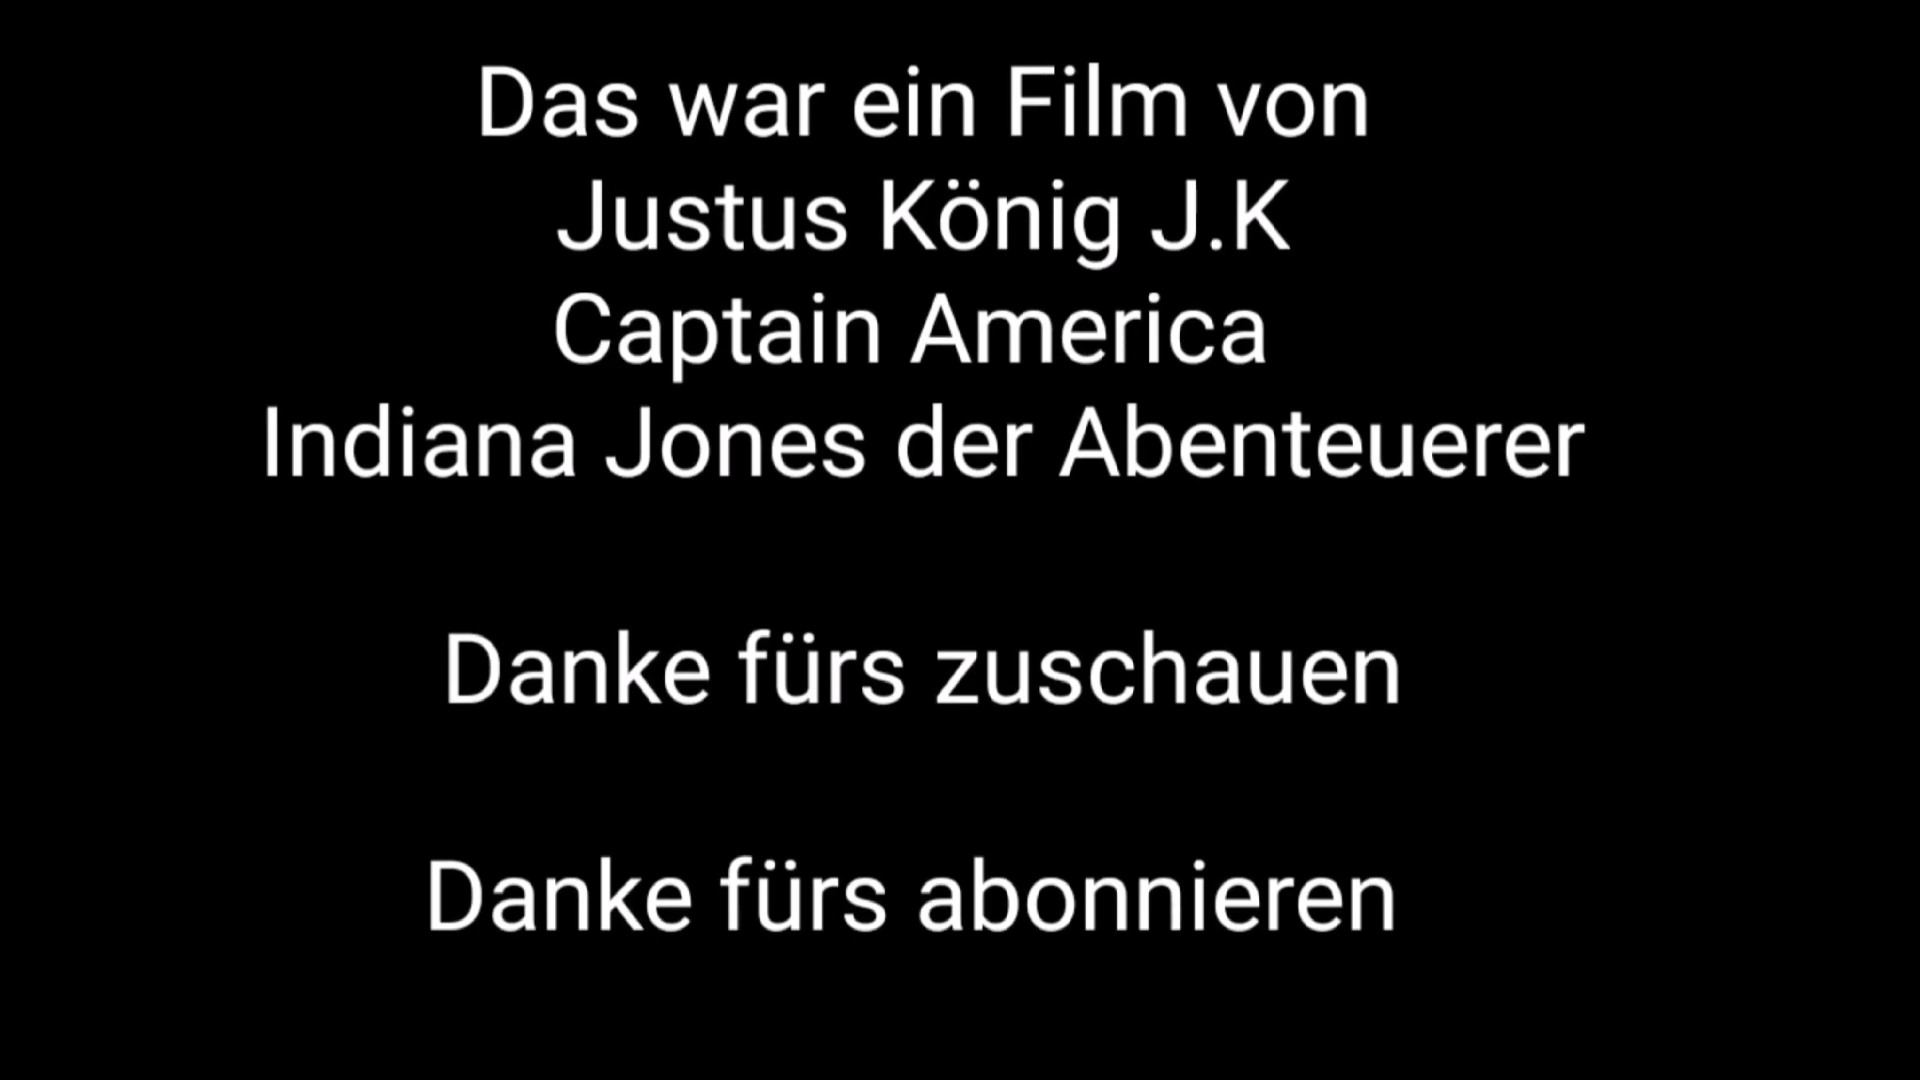 Das war ein Film von
Justus König J.K
Captain America
Indiana Jones der Abenteuerer
Danke fürs zuschauen
Danke fürs abonnieren